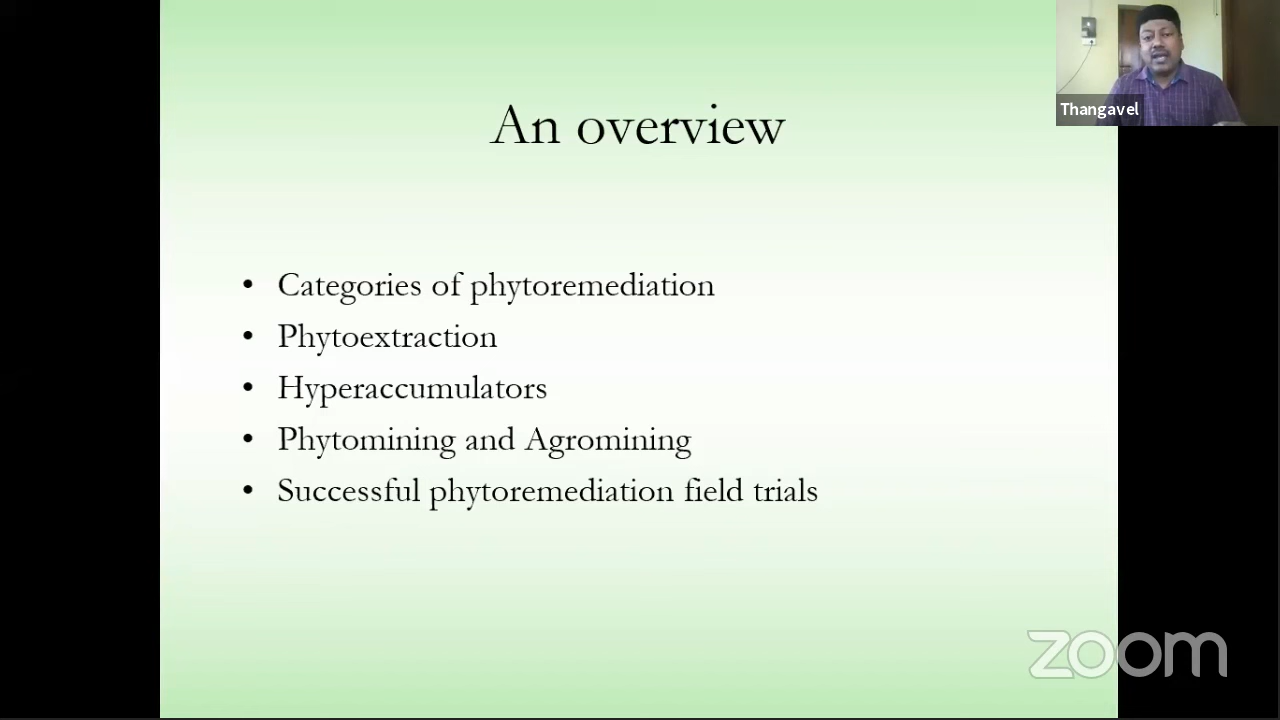 An overview
Thangavel
• Categories of phytoremediation
• Phytoextraction
• Hyperaccumulators
• Phytomining and Agromining
• Successful phytoremediation field trials
zoom